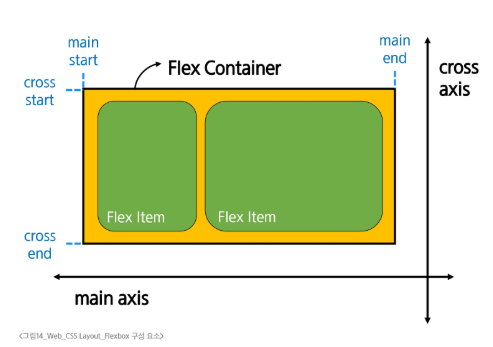 main
start
main
end
Flex Container
cross
axis
cross
start
Flex Item
Flex Item
cross
end
main axis
<그림14_Web_CSS Layout_Flexbox 구성 요소>